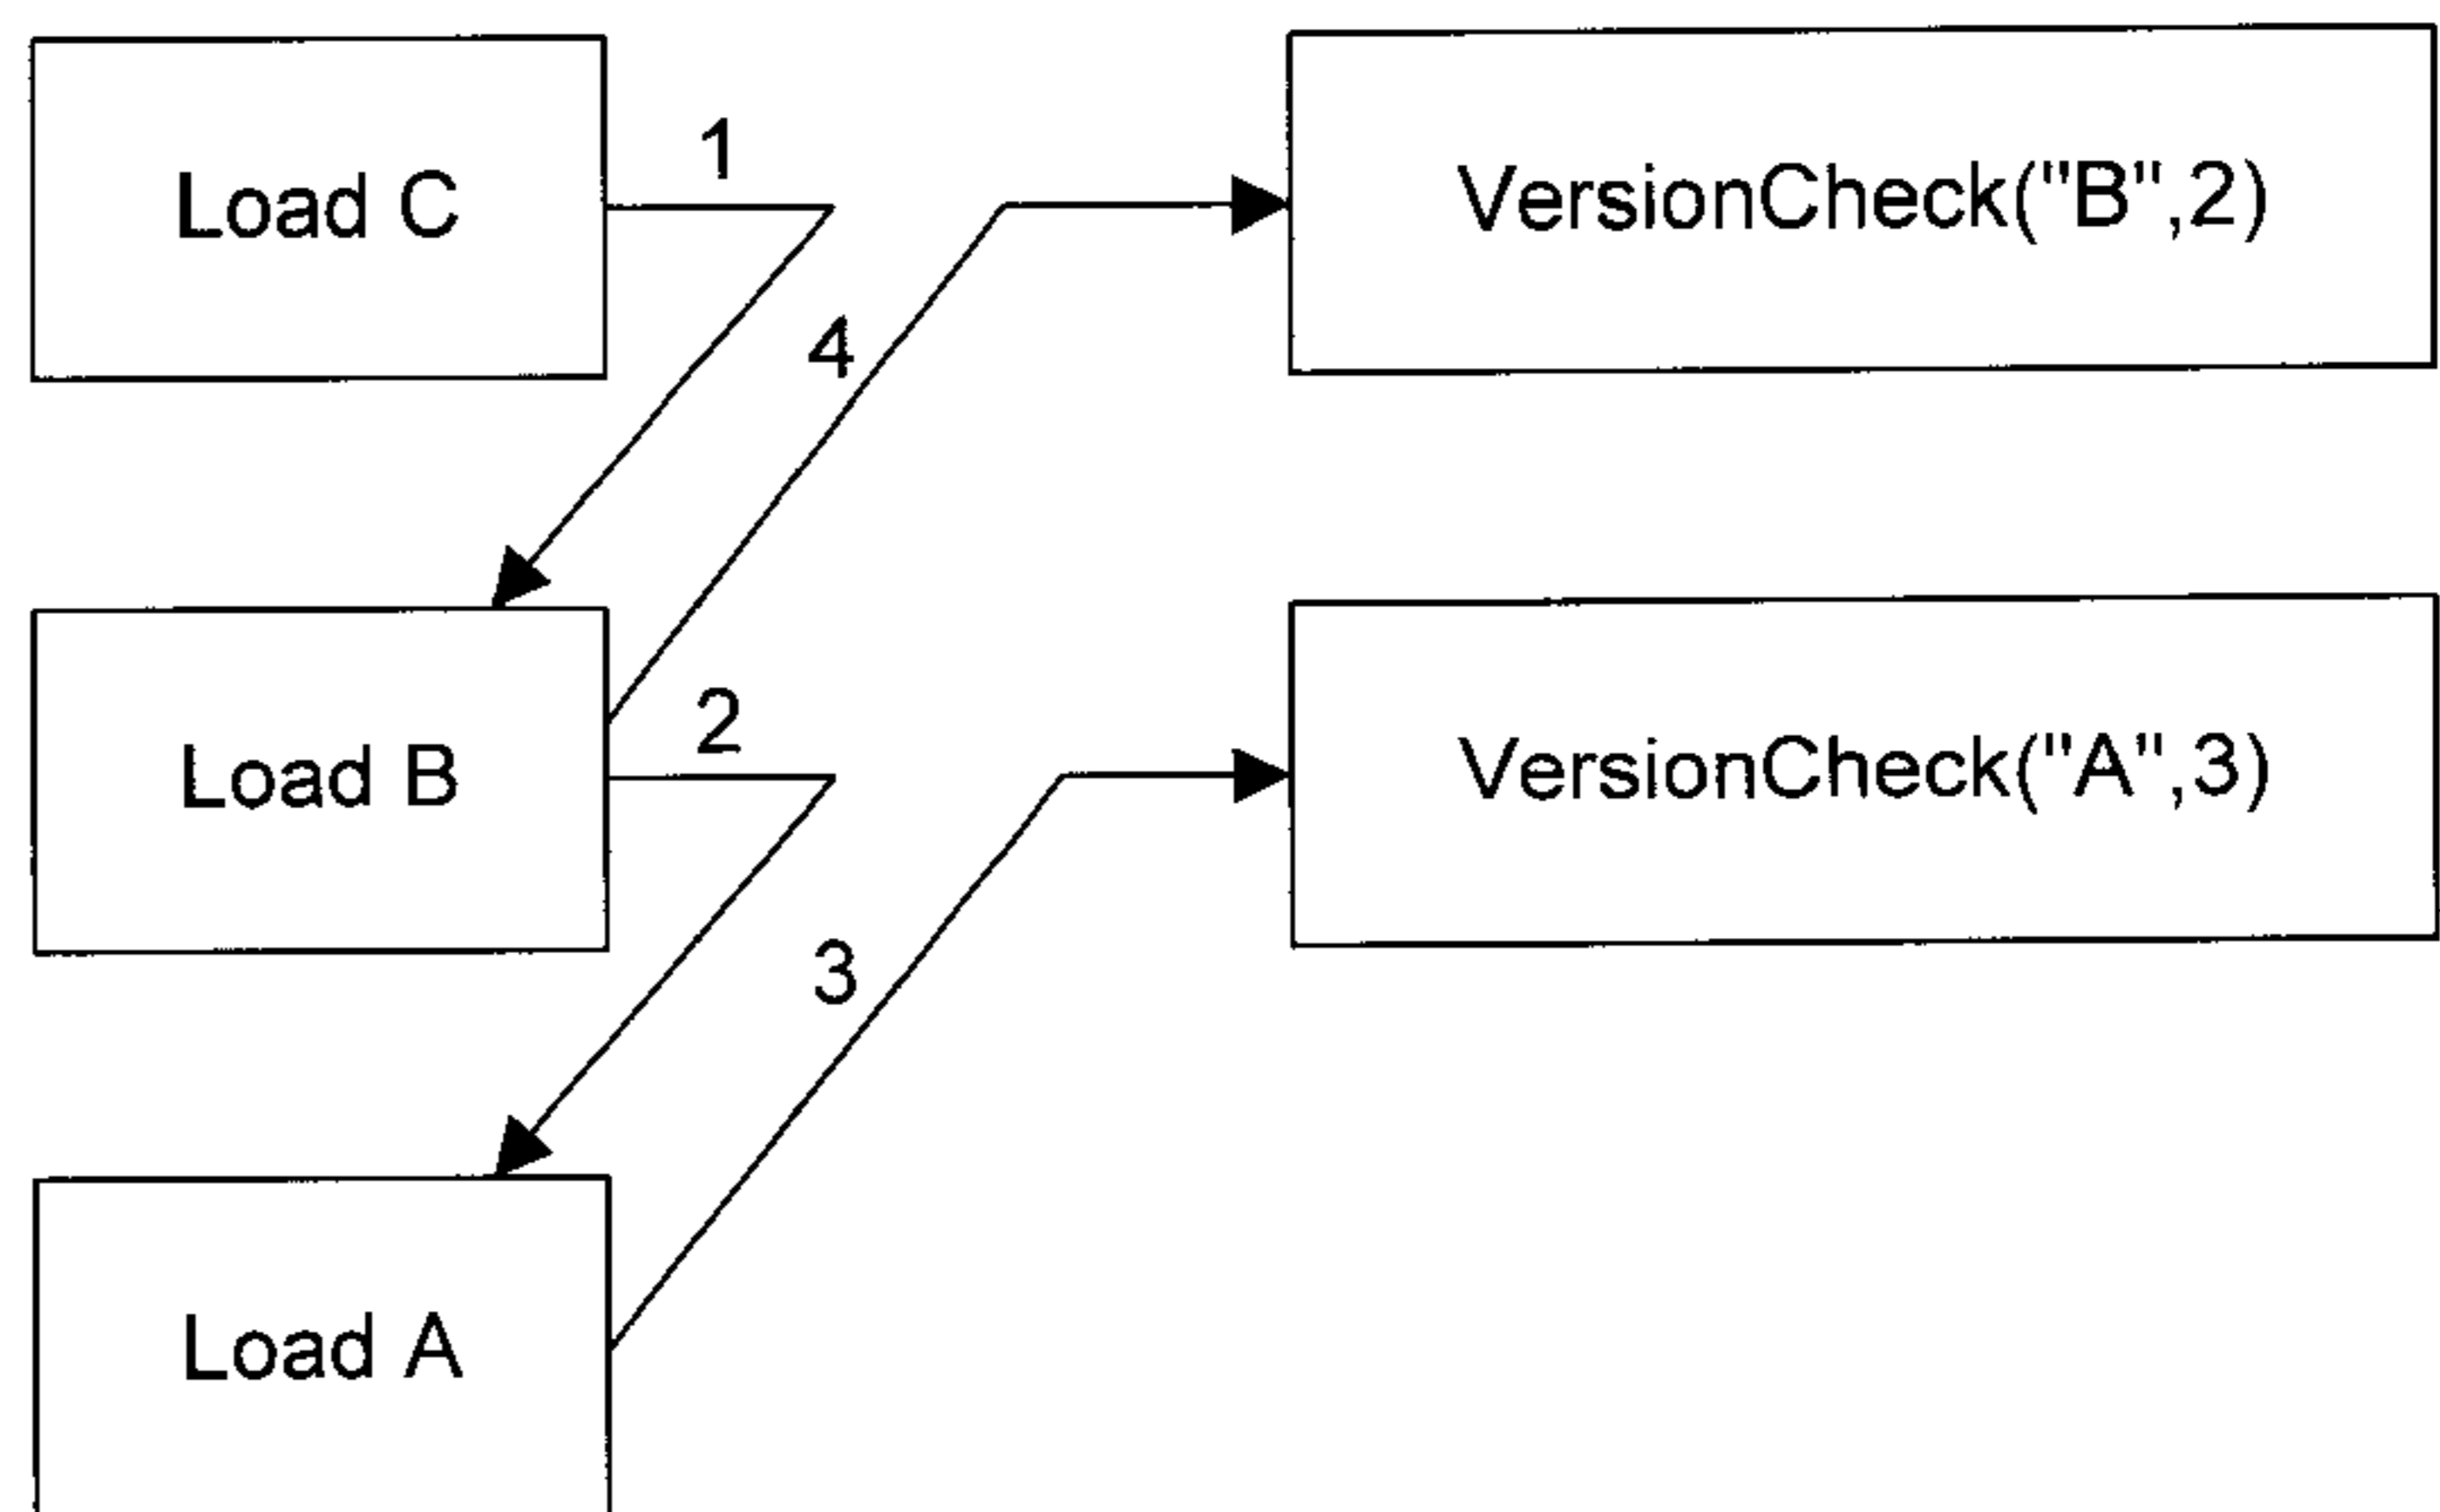 Load C
1
VersionCheck("B",2)
4
Load B
2
VersionCheck("A",3)
3
Load A